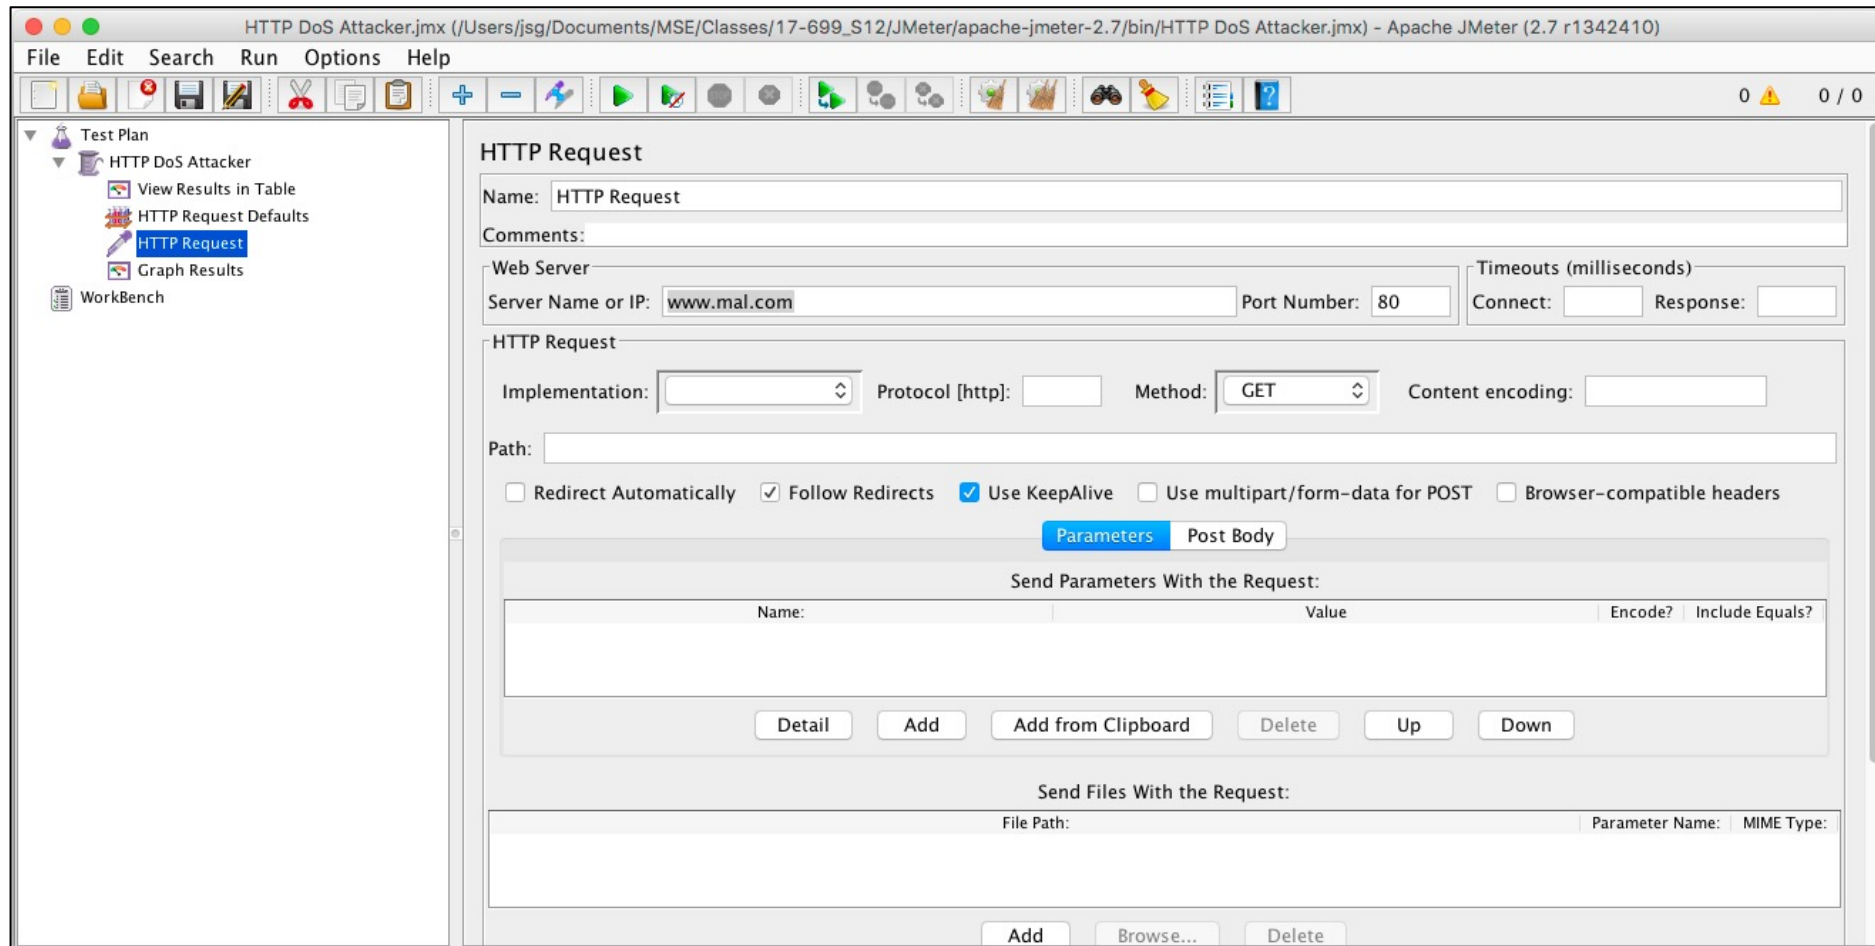 HTTP DoS Attacker.jmx (/Users/jsg/Documents/MSE/Classes/17-699_S12/JMeter/apache-jmeter-2.7/bin/HTTP DoS Attacker.jmx) - Apache JMeter (2.7 r1342410)
File Edit Search Run Options Help
0 0 / 0
Test Plan
HTTP DoS Attacker
View Results in Table
HTTP Request Defaults
HTTP Request
Graph Results
WorkBench
HTTP Request
Name: HTTP Request
Comments:
Web Server
Server Name or IP: www.mal.com Port Number: 80
Timeouts (milliseconds)
Connect: Response:
HTTP Request
Implementation: Protocol [http]: Method: GET Content encoding:
Path:
Redirect Automatically Follow Redirects Use KeepAlive Use multipart/form-data for POST Browser-compatible headers
Parameters Post Body
Send Parameters With the Request:
Name: Value Encode? Include Equals?
Detail Add Add from Clipboard Delete Up Down
Send Files With the Request:
File Path: Parameter Name: MIME Type:
Add Browse... Delete